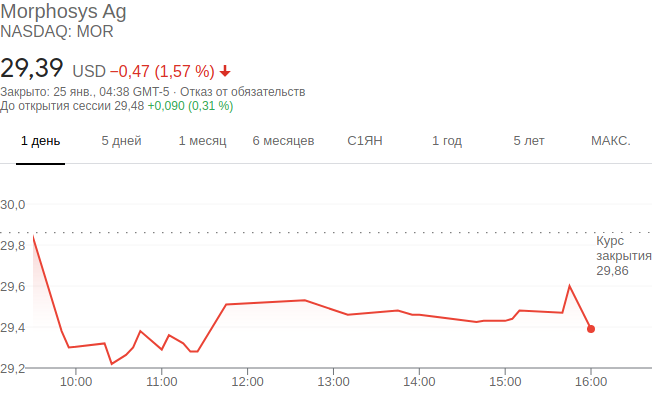 Morphosys Ag
NASDAQ: MOR
29,39 USD −0,47 (1,57 %)
Закрыто: 25 янв., 04:38 GMT-5 · Отказ от обязательств
До открытия сессии 29,48 +0,090 (0,31 %)
1 день 5 дней 1 месяц 6 месяцев С1ЯН 1 год 5 лет МАКС.
30,0
29,8
29,6
29,4
29,2
Курс
закрытия
29,86
10:00 11:00 12:00 13:00 14:00 15:00 16:00